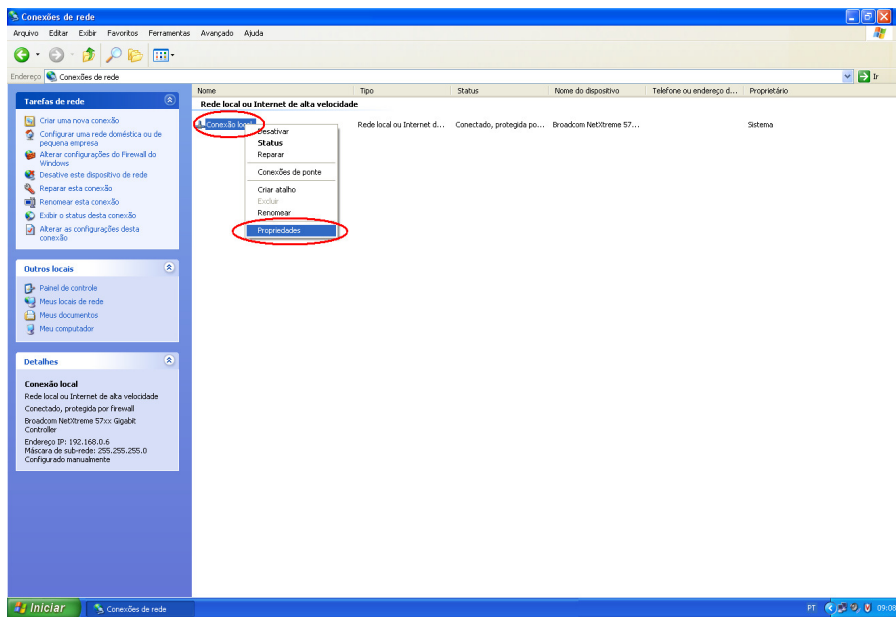 Conexões de rede
Arquivo Editar Exibir Favoritos Ferramentas Avançado Ajuda
Endereço Conexões de rede Ir
Tarefas de rede
Criar uma nova conexão
Configurar uma rede doméstica ou de
pequena empresa
Alterar configurações do Firewall do
Windows
Desative este dispositivo de rede
Reparar esta conexão
Renomear esta conexão
Exibir o status desta conexão
Alterar as configurações desta
conexão
Outros locais
Painel de controle
Meus locais de rede
Meus documentos
Meu computador
Detalhes
Conexão local
Rede local ou Internet de alta velocidade
Conectado, protegida por firewall
Broadcom NetXtreme 57xx Gigabit
Controller
Endereço IP: 192.168.0.6
Máscara de sub-rede: 255.255.255.0
Configurado manualmente
Nome Tipo Status Nome do dispositivo Telefone ou endereço d... Proprietário
Rede local ou Internet de alta velocidade
Conexão local Rede local ou Internet d... Conectado, protegida po... Broadcom NetXtreme 57... Sistema
Desativar
Status
Reparar
Conexões de ponte
Criar atalho
Excluir
Renomear
Propriedades
Iniciar Conexões de rede PT 09:08